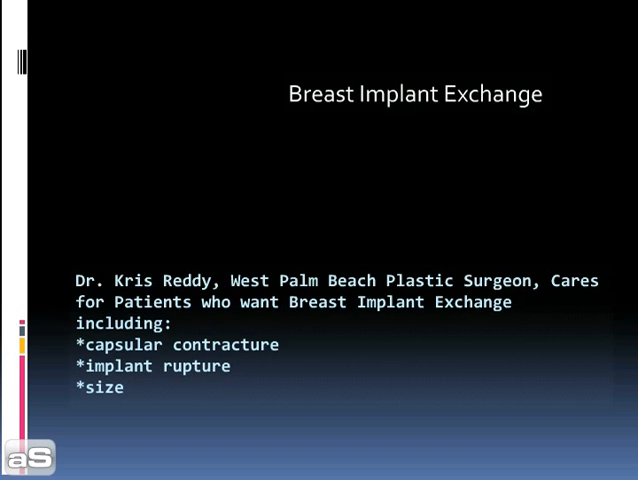 Breast Implant Exchange
Dr. Kris Reddy, West Palm Beach Plastic Surgeon, Cares
for Patients who want Breast Implant Exchange
including:
*capsular contracture
*implant rupture
*size
aS